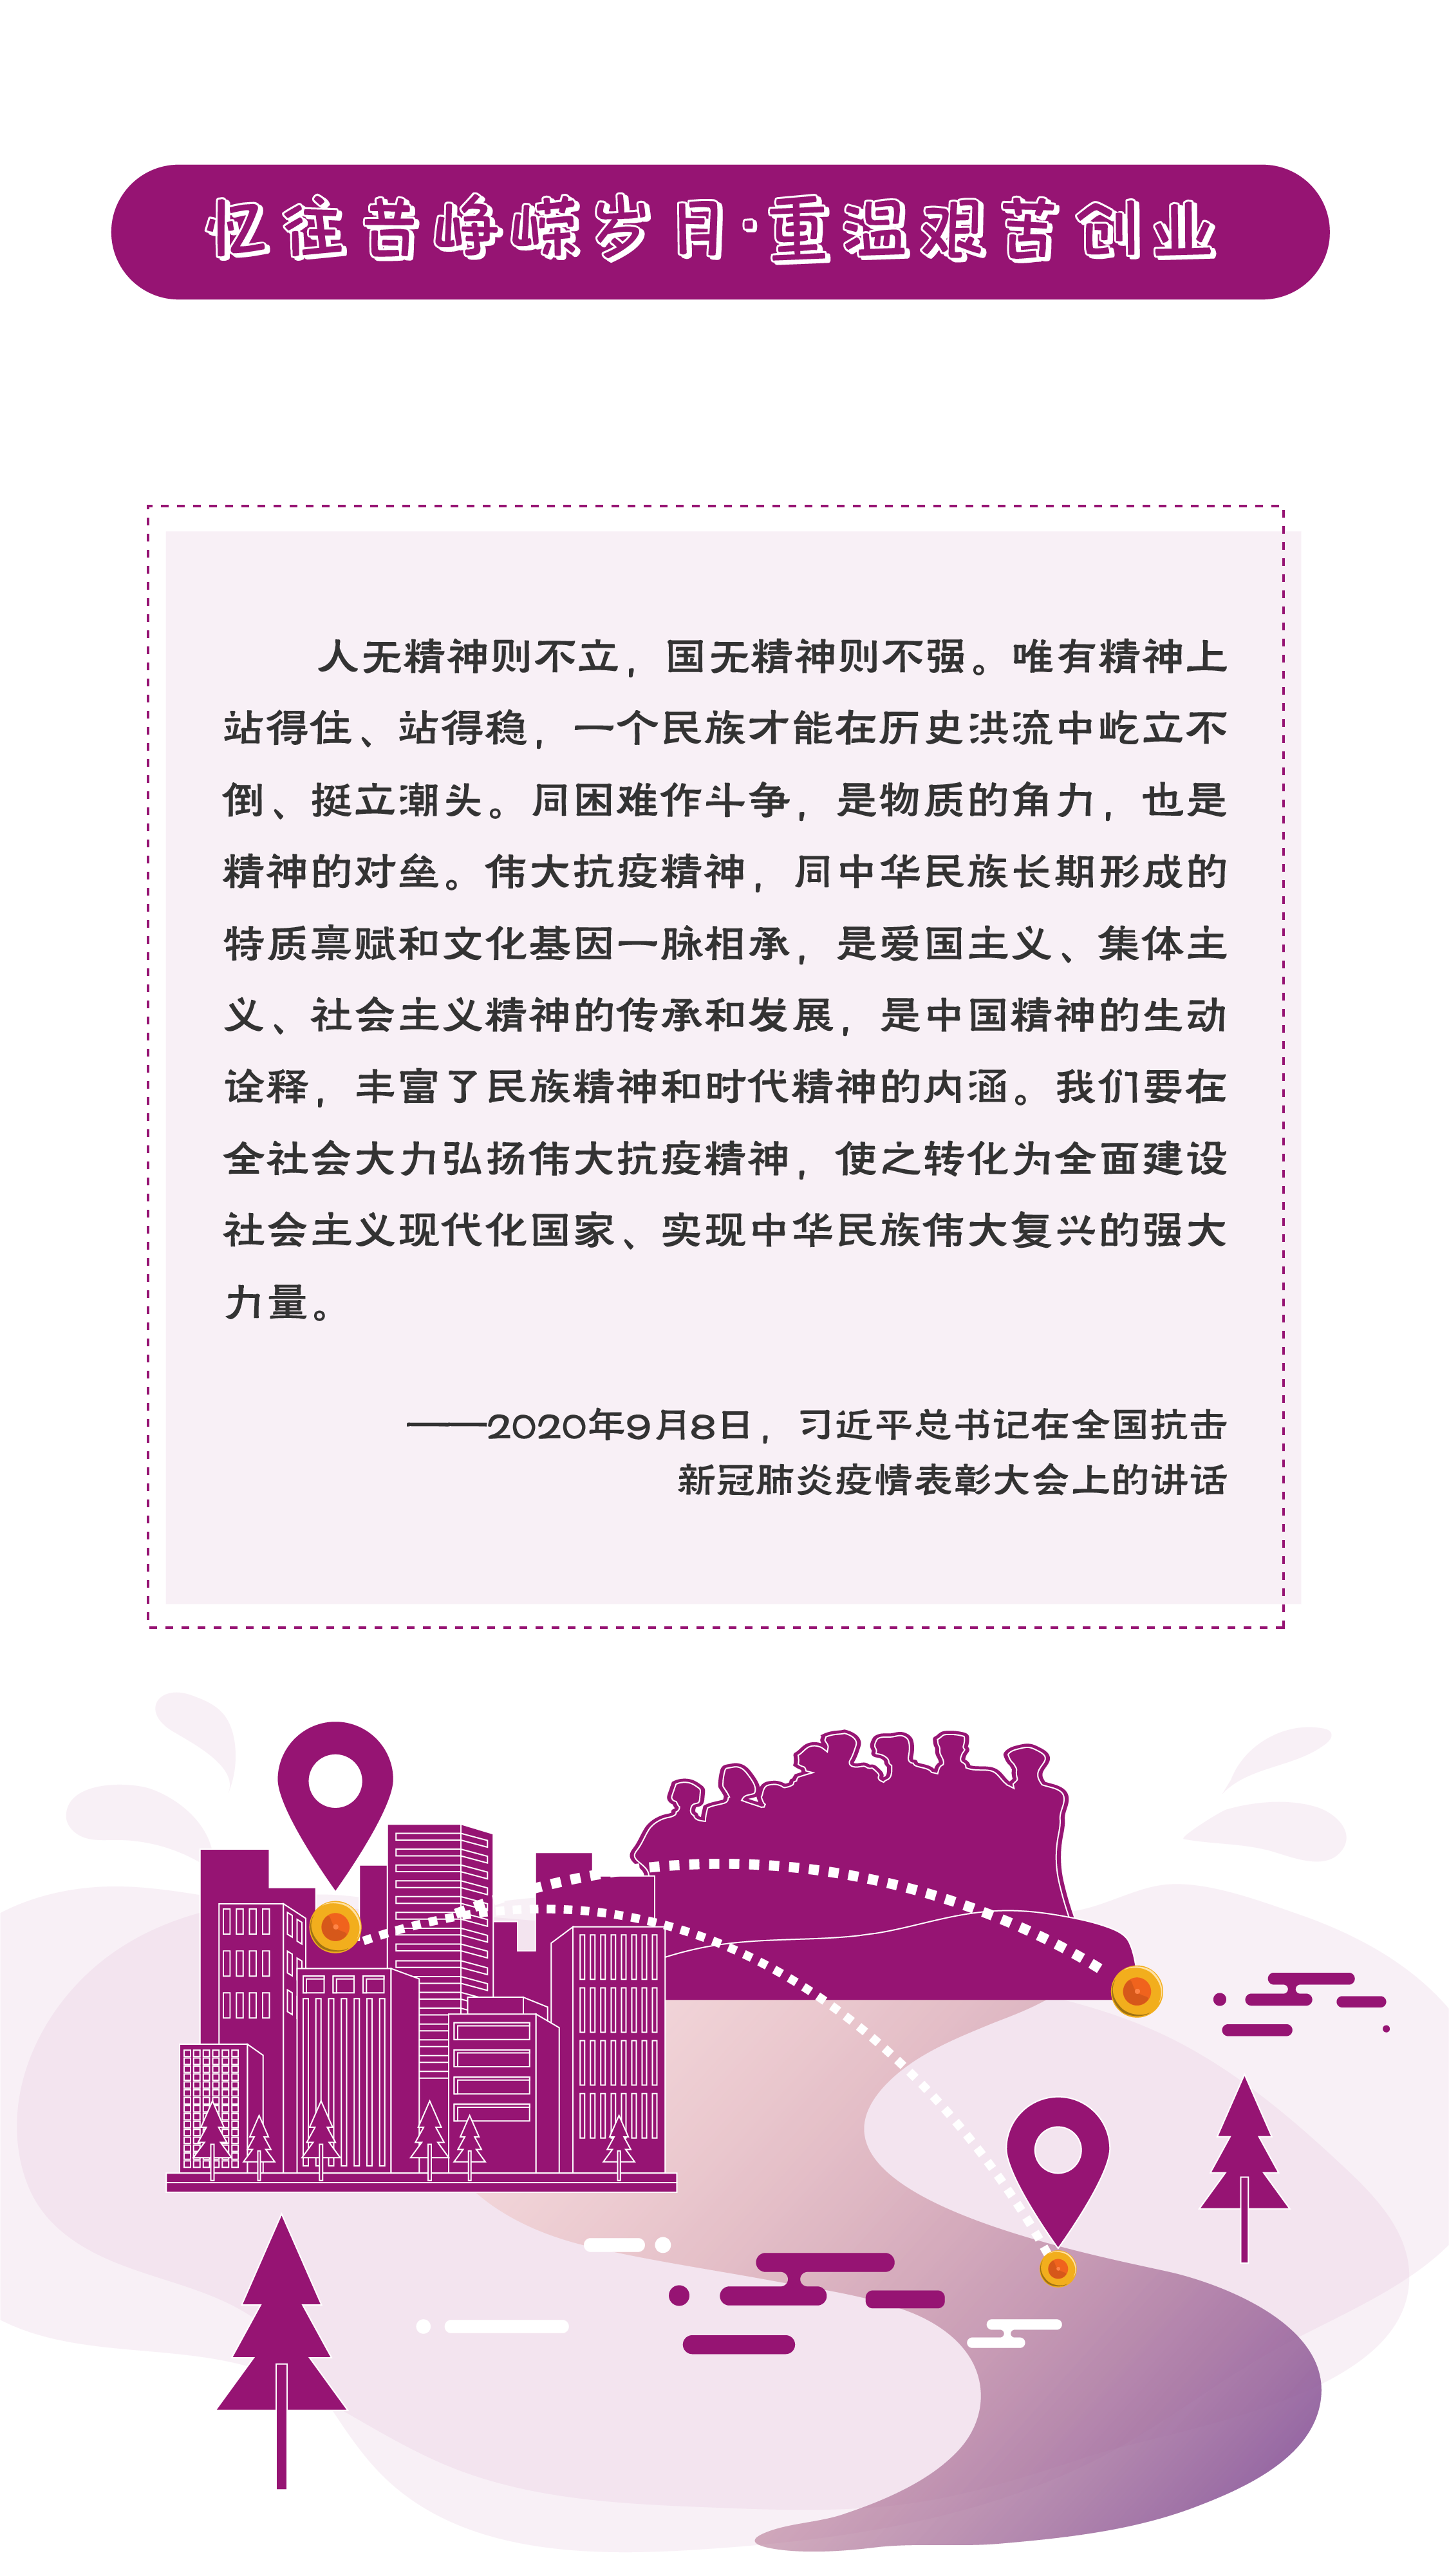 忆往昔峥嵘岁月·重温艰苦创业
人无精神则不立，国无精神则不强。唯有精神上
站得住、站得稳，一个民族才能在历史洪流中屹立不
倒、挺立潮头。同困难作斗争，是物质的角力，也是
精神的对垒。伟大抗疫精神，同中华民族长期形成的
特质禀赋和文化基因一脉相承，是爱国主义、集体主
义、社会主义精神的传承和发展，是中国精神的生动
诠释，丰富了民族精神和时代精神的内涵。我们要在
全社会大力弘扬伟大抗疫精神，使之转化为全面建设
社会主义现代化国家、实现中华民族伟大复兴的强大
力量。
——2020年9月8日，习近平总书记在全国抗击
新冠肺炎疫情表彰大会上的讲话